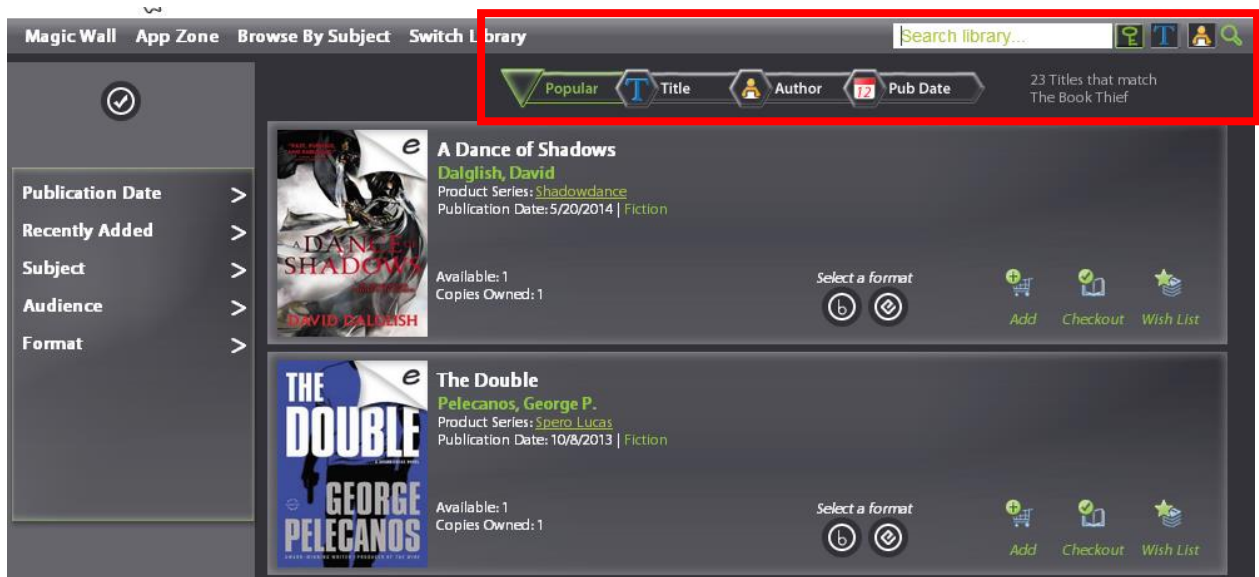 Magic Wall App Zone Browse By Subject Switch Library Search library... T
Popular T Title Author 12 Pub Date
23 Titles that match
The Book Thief
Publication Date >
Recently Added >
Subject >
Audience >
Format >
e
A DANCE OF
SHADOWS
DAVID DALGLISH
A Dance of Shadows
Dalglish, David
Product Series: Shadowdance
Publication Date: 5/20/2014 | Fiction
Available: 1
Copies Owned: 1
Select a format
b e
Add Checkout Wish List
e
THE
DOUBLE
GEORGE
PELECANOS
The Double
Pelecanos, George P.
Product Series: Spero Lucas
Publication Date: 10/8/2013 | Fiction
Available: 1
Copies Owned: 1
Select a format
b e
Add Checkout Wish List